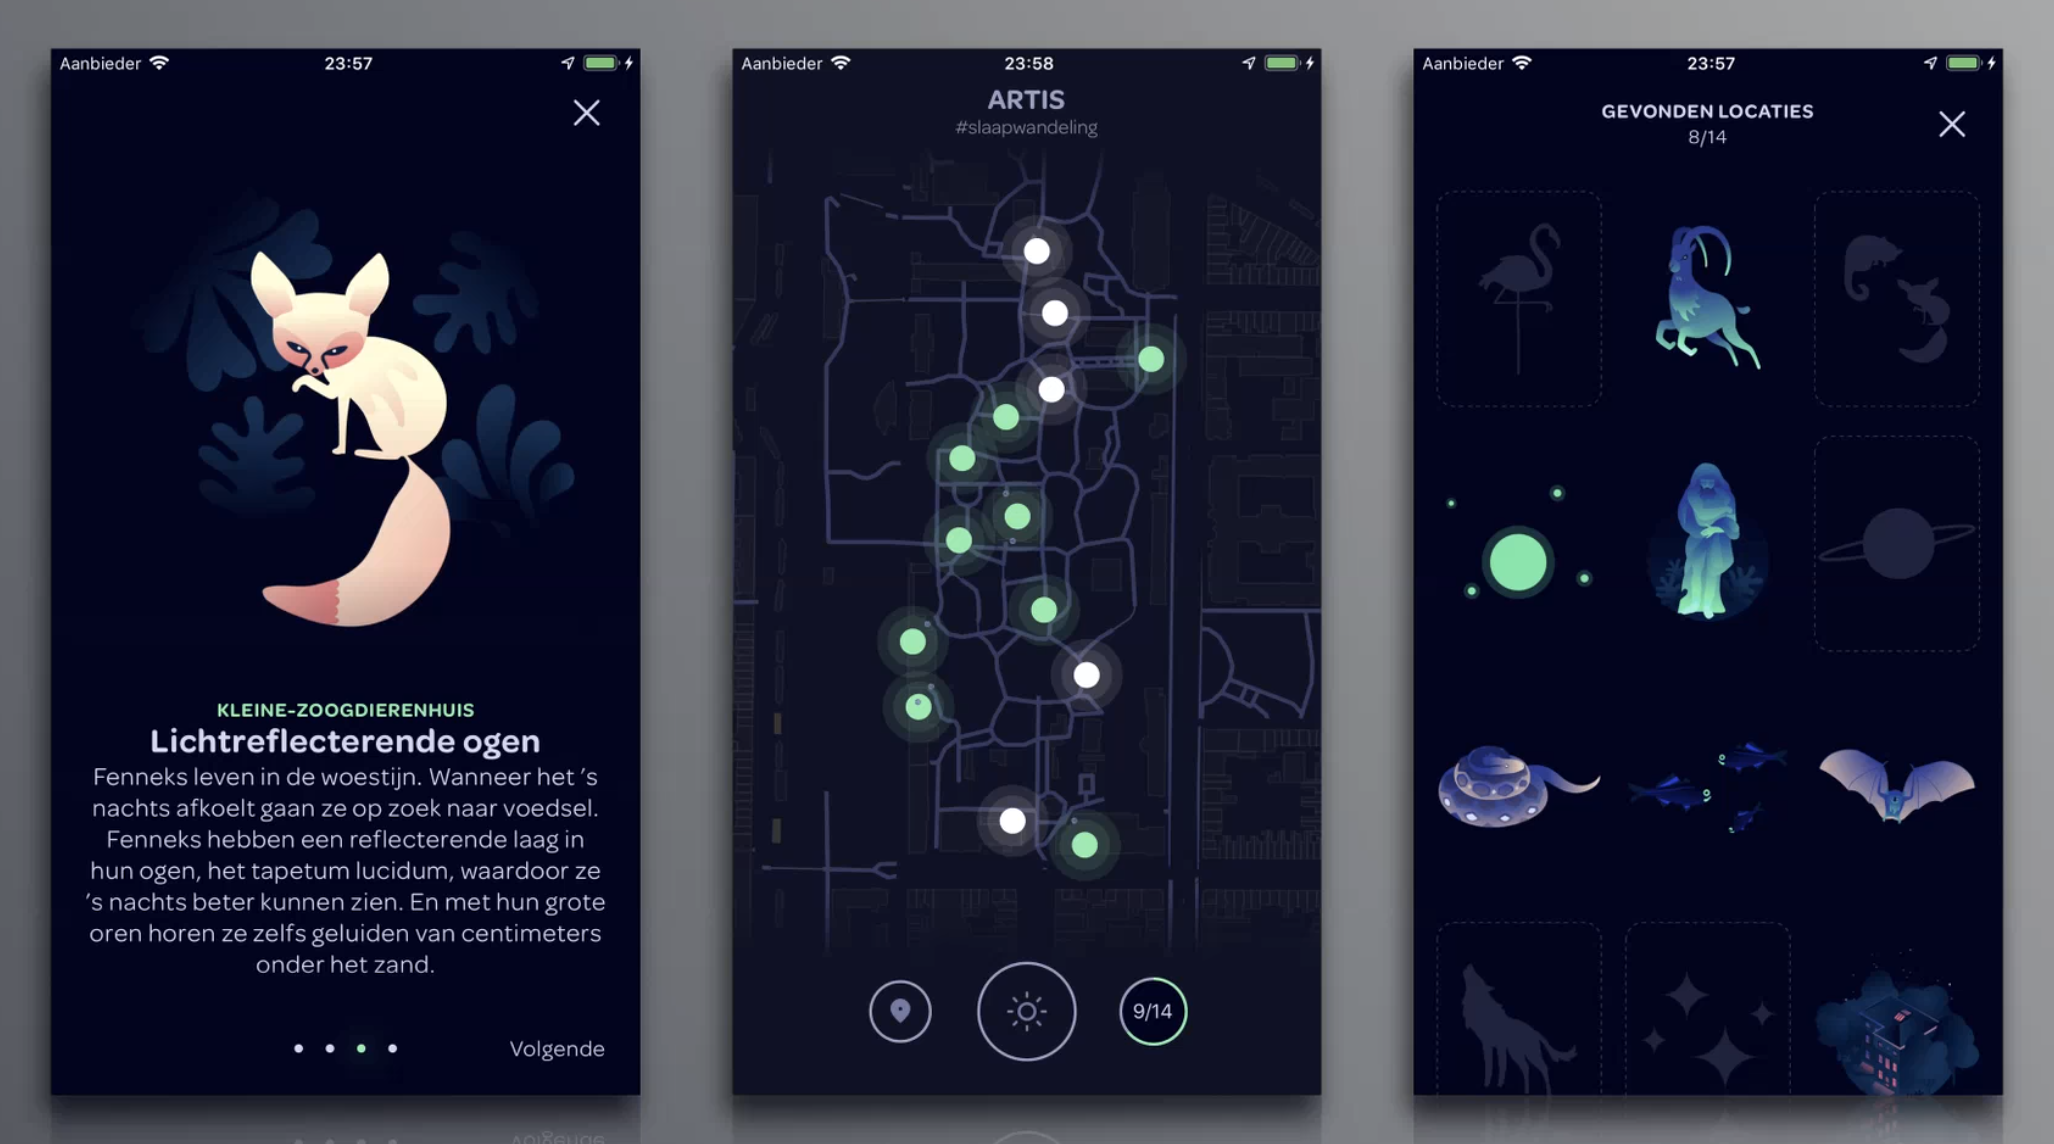 Aanbieder 23:57
KLEINE-ZOOGDIERENHUIS
Lichtreflecterende ogen
Fenneks leven in de woestijn. Wanneer het ’s
nachts afkoelt gaan ze op zoek naar voedsel.
Fenneks hebben een reflecterende laag in
hun ogen, het tapetum lucidum, waardoor ze
’s nachts beter kunnen zien. En met hun grote
oren horen ze zelfs geluiden van centimeters
onder het zand.
Volgende
Aanbieder 23:58
ARTIS
#slaapwandeling
9/14
Aanbieder 23:57
GEVONDEN LOCATIES
8/14